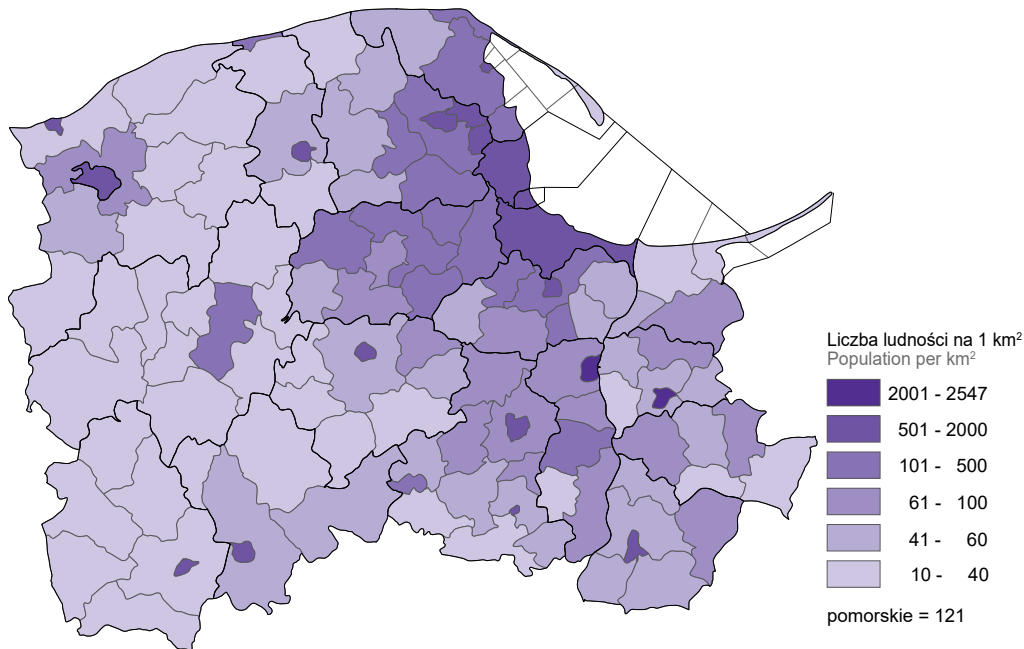 Liczba ludności na 1 km²
Population per km²
2001 - 2547
501 - 2000
101 - 500
61 - 100
41 - 60
10 - 40
pomorskie = 121